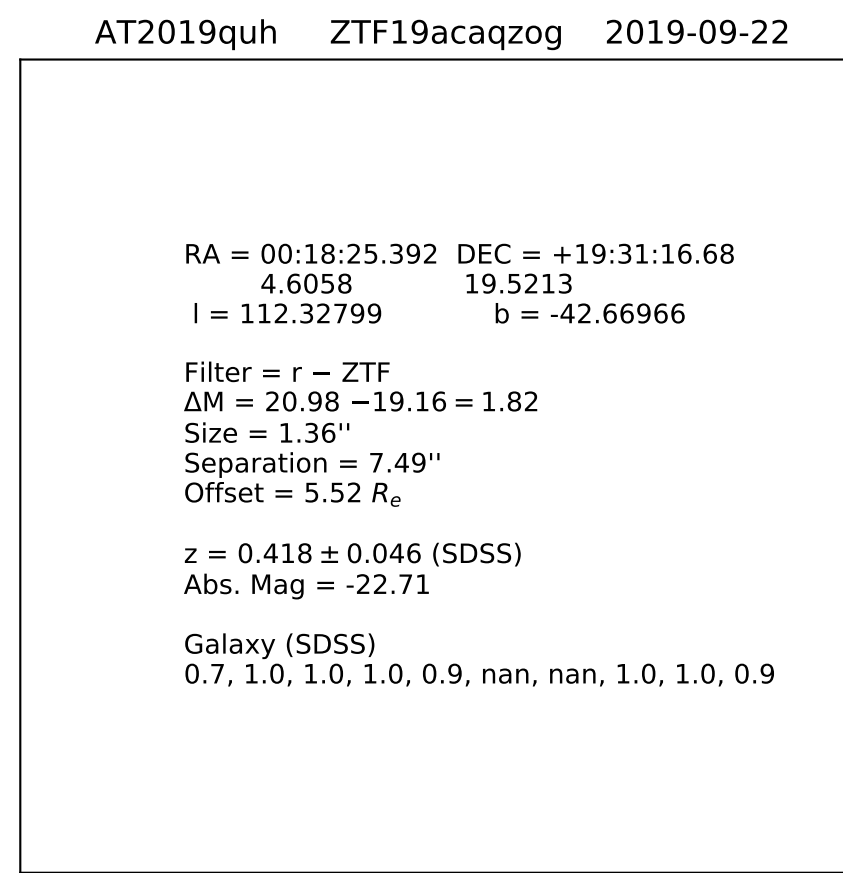 AT2019quh ZTF19acaqzog 2019-09-22
RA = 00:18:25.392 DEC = +19:31:16.68
4.6058 19.5213
l = 112.32799 b = -42.66966
Filter = r − ZTF
ΔM = 20.98 −19.16 = 1.82
Size = 1.36''
Separation = 7.49''
Offset = 5.52 Rₑ
z = 0.418 ± 0.046 (SDSS)
Abs. Mag = -22.71
Galaxy (SDSS)
0.7, 1.0, 1.0, 1.0, 0.9, nan, nan, 1.0, 1.0, 0.9